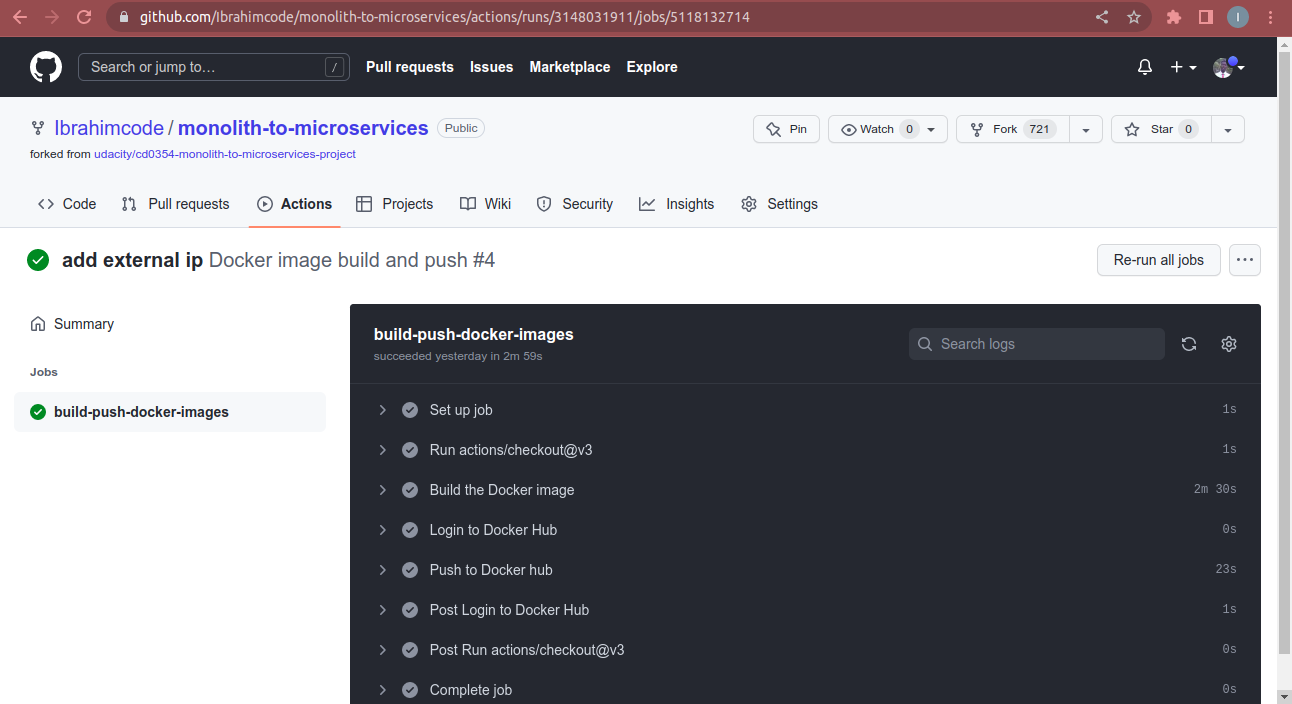 github.com/Ibrahimcode/monolith-to-microservices/actions/runs/3148031911/jobs/5118132714
I
Search or jump to… /
Pull requests Issues Marketplace Explore
Ibrahimcode / monolith-to-microservices Public
Pin Watch 0 Fork 721 Star 0
forked from udacity/cd0354-monolith-to-microservices-project
Code Pull requests Actions Projects Wiki Security Insights Settings
add external ip Docker image build and push #4
Re-run all jobs
Summary
Jobs
build-push-docker-images
build-push-docker-images
succeeded yesterday in 2m 59s
Search logs
Set up job 1s
Run actions/checkout@v3 1s
Build the Docker image 2m 30s
Login to Docker Hub 0s
Push to Docker hub 23s
Post Login to Docker Hub 1s
Post Run actions/checkout@v3 0s
Complete job 0s